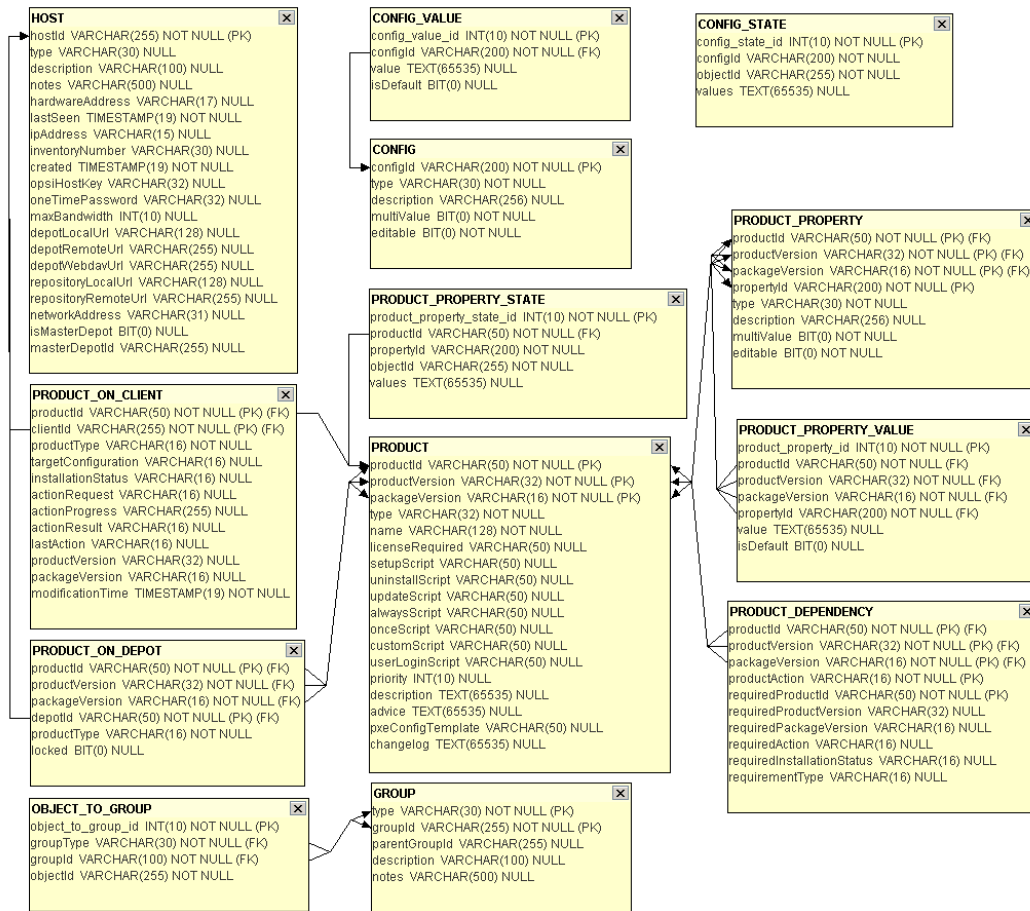 HOST
hostId VARCHAR(255) NOT NULL (PK)
type VARCHAR(30) NULL
description VARCHAR(100) NULL
notes VARCHAR(500) NULL
hardwareAddress VARCHAR(17) NULL
lastSeen TIMESTAMP(19) NOT NULL
ipAddress VARCHAR(15) NULL
inventoryNumber VARCHAR(30) NULL
created TIMESTAMP(19) NOT NULL
opsiHostKey VARCHAR(32) NULL
oneTimePassword VARCHAR(32) NULL
maxBandwidth INT(10) NULL
depotLocalUrl VARCHAR(128) NULL
depotRemoteUrl VARCHAR(255) NULL
depotWebdavUrl VARCHAR(255) NULL
repositoryLocalUrl VARCHAR(128) NULL
repositoryRemoteUrl VARCHAR(255) NULL
networkAddress VARCHAR(31) NULL
isMasterDepot BIT(0) NULL
masterDepotId VARCHAR(255) NULL
PRODUCT_ON_CLIENT
productId VARCHAR(50) NOT NULL (PK) (FK)
clientId VARCHAR(255) NOT NULL (PK) (FK)
productType VARCHAR(16) NOT NULL
targetConfiguration VARCHAR(16) NULL
installationStatus VARCHAR(16) NULL
actionRequest VARCHAR(16) NULL
actionProgress VARCHAR(255) NULL
actionResult VARCHAR(16) NULL
lastAction VARCHAR(16) NULL
productVersion VARCHAR(32) NULL
packageVersion VARCHAR(16) NULL
modificationTime TIMESTAMP(19) NOT NULL
PRODUCT_ON_DEPOT
productId VARCHAR(50) NOT NULL (PK) (FK)
productVersion VARCHAR(32) NOT NULL (FK)
packageVersion VARCHAR(16) NOT NULL (FK)
depotId VARCHAR(50) NOT NULL (PK) (FK)
productType VARCHAR(16) NOT NULL
locked BIT(0) NULL
OBJECT_TO_GROUP
object_to_group_id INT(10) NOT NULL (PK)
groupType VARCHAR(30) NOT NULL (FK)
groupId VARCHAR(100) NOT NULL (FK)
objectId VARCHAR(255) NOT NULL
CONFIG_VALUE
config_value_id INT(10) NOT NULL (PK)
configId VARCHAR(200) NOT NULL (FK)
value TEXT(65535) NULL
isDefault BIT(0) NULL
CONFIG
configId VARCHAR(200) NOT NULL (PK)
type VARCHAR(30) NOT NULL
description VARCHAR(256) NULL
multiValue BIT(0) NOT NULL
editable BIT(0) NOT NULL
PRODUCT_PROPERTY_STATE
product_property_state_id INT(10) NOT NULL (PK)
productId VARCHAR(50) NOT NULL (FK)
propertyId VARCHAR(200) NOT NULL
objectId VARCHAR(255) NOT NULL
values TEXT(65535) NULL
PRODUCT
productId VARCHAR(50) NOT NULL (PK)
productVersion VARCHAR(32) NOT NULL (PK)
packageVersion VARCHAR(16) NOT NULL (PK)
type VARCHAR(32) NOT NULL
name VARCHAR(128) NOT NULL
licenseRequired VARCHAR(50) NULL
setupScript VARCHAR(50) NULL
uninstallScript VARCHAR(50) NULL
updateScript VARCHAR(50) NULL
alwaysScript VARCHAR(50) NULL
onceScript VARCHAR(50) NULL
customScript VARCHAR(50) NULL
userLoginScript VARCHAR(50) NULL
priority INT(10) NULL
description TEXT(65535) NULL
advice TEXT(65535) NULL
pxeConfigTemplate VARCHAR(50) NULL
changelog TEXT(65535) NULL
GROUP
type VARCHAR(30) NOT NULL (PK)
groupId VARCHAR(255) NOT NULL (PK)
parentGroupId VARCHAR(255) NULL
description VARCHAR(100) NULL
notes VARCHAR(500) NULL
CONFIG_STATE
config_state_id INT(10) NOT NULL (PK)
configId VARCHAR(200) NOT NULL
objectId VARCHAR(255) NOT NULL
values TEXT(65535) NULL
PRODUCT_PROPERTY
productId VARCHAR(50) NOT NULL (PK) (FK)
productVersion VARCHAR(32) NOT NULL (PK) (FK)
packageVersion VARCHAR(16) NOT NULL (PK) (FK)
propertyId VARCHAR(200) NOT NULL (PK)
type VARCHAR(30) NOT NULL
description VARCHAR(256) NULL
multiValue BIT(0) NOT NULL
editable BIT(0) NOT NULL
PRODUCT_PROPERTY_VALUE
product_property_id INT(10) NOT NULL (PK)
productId VARCHAR(50) NOT NULL (FK)
productVersion VARCHAR(32) NOT NULL (FK)
packageVersion VARCHAR(16) NOT NULL (FK)
propertyId VARCHAR(200) NOT NULL (FK)
value TEXT(65535) NULL
isDefault BIT(0) NULL
PRODUCT_DEPENDENCY
productId VARCHAR(50) NOT NULL (PK) (FK)
productVersion VARCHAR(32) NOT NULL (PK) (FK)
packageVersion VARCHAR(16) NOT NULL (PK) (FK)
productAction VARCHAR(16) NOT NULL (PK)
requiredProductId VARCHAR(50) NOT NULL (PK)
requiredProductVersion VARCHAR(32) NULL
requiredPackageVersion VARCHAR(16) NULL
requiredAction VARCHAR(16) NULL
requiredInstallationStatus VARCHAR(16) NULL
requirementType VARCHAR(16) NULL